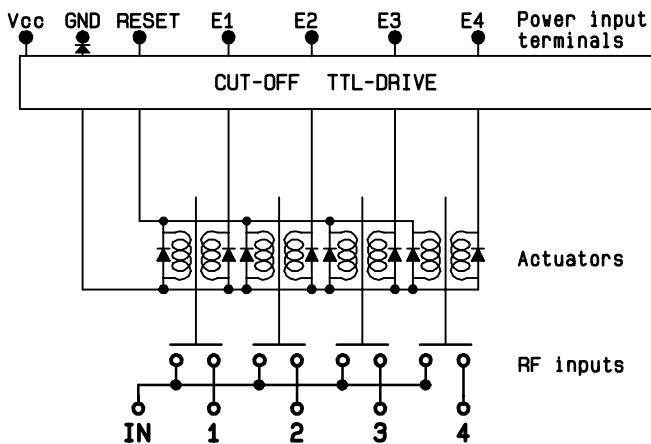 Vcc GND RESET E1 E2 E3 E4 Power input
terminals
CUT-OFF TTL-DRIVE
Actuators
RF inputs
IN 1 2 3 4